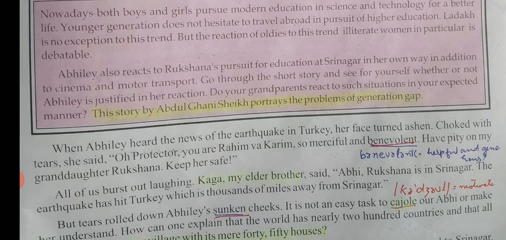 Nowadays both boys and girls pursue modern education in science and technology for a better
life. Younger generation does not hesitate to travel abroad in pursuit of higher education. Ladakh
is no exception to this trend. But the reaction of oldies to this trend illiterate women in particular is
debatable.
Abhiley also reacts to Rukshana's pursuit for education at Srinagar in her own way in addition
to cinema and motor transport. Go through the short story and see for yourself whether or not
Abhiley is justified in her reaction. Do your grandparents react to such situations in your expected
manner? This story by Abdul Ghani Sheikh portrays the problems of generation gap.
When Abhiley heard the news of the earthquake in Turkey, her face turned ashen. Choked with
tears, she said, "Oh Protector, you are Rahim va Karim, so merciful and benevolent. Have pity on my
granddaughter Rukshana. Keep her safe!"
helpful and
All of us burst out laughing. Kaga, my elder brother, said, "Abhi, Rukshana is in Srinagar. The
earthquake has hit Turkey which is thousands of miles away from Srinagar."
But tears rolled down Abhiley's sunken cheeks. It is not an easy task to cajole our Abhi or make
her understand. How can one explain that the world has nearly two hundred countries and that all
village with its mere forty, fifty houses?
Srinagar